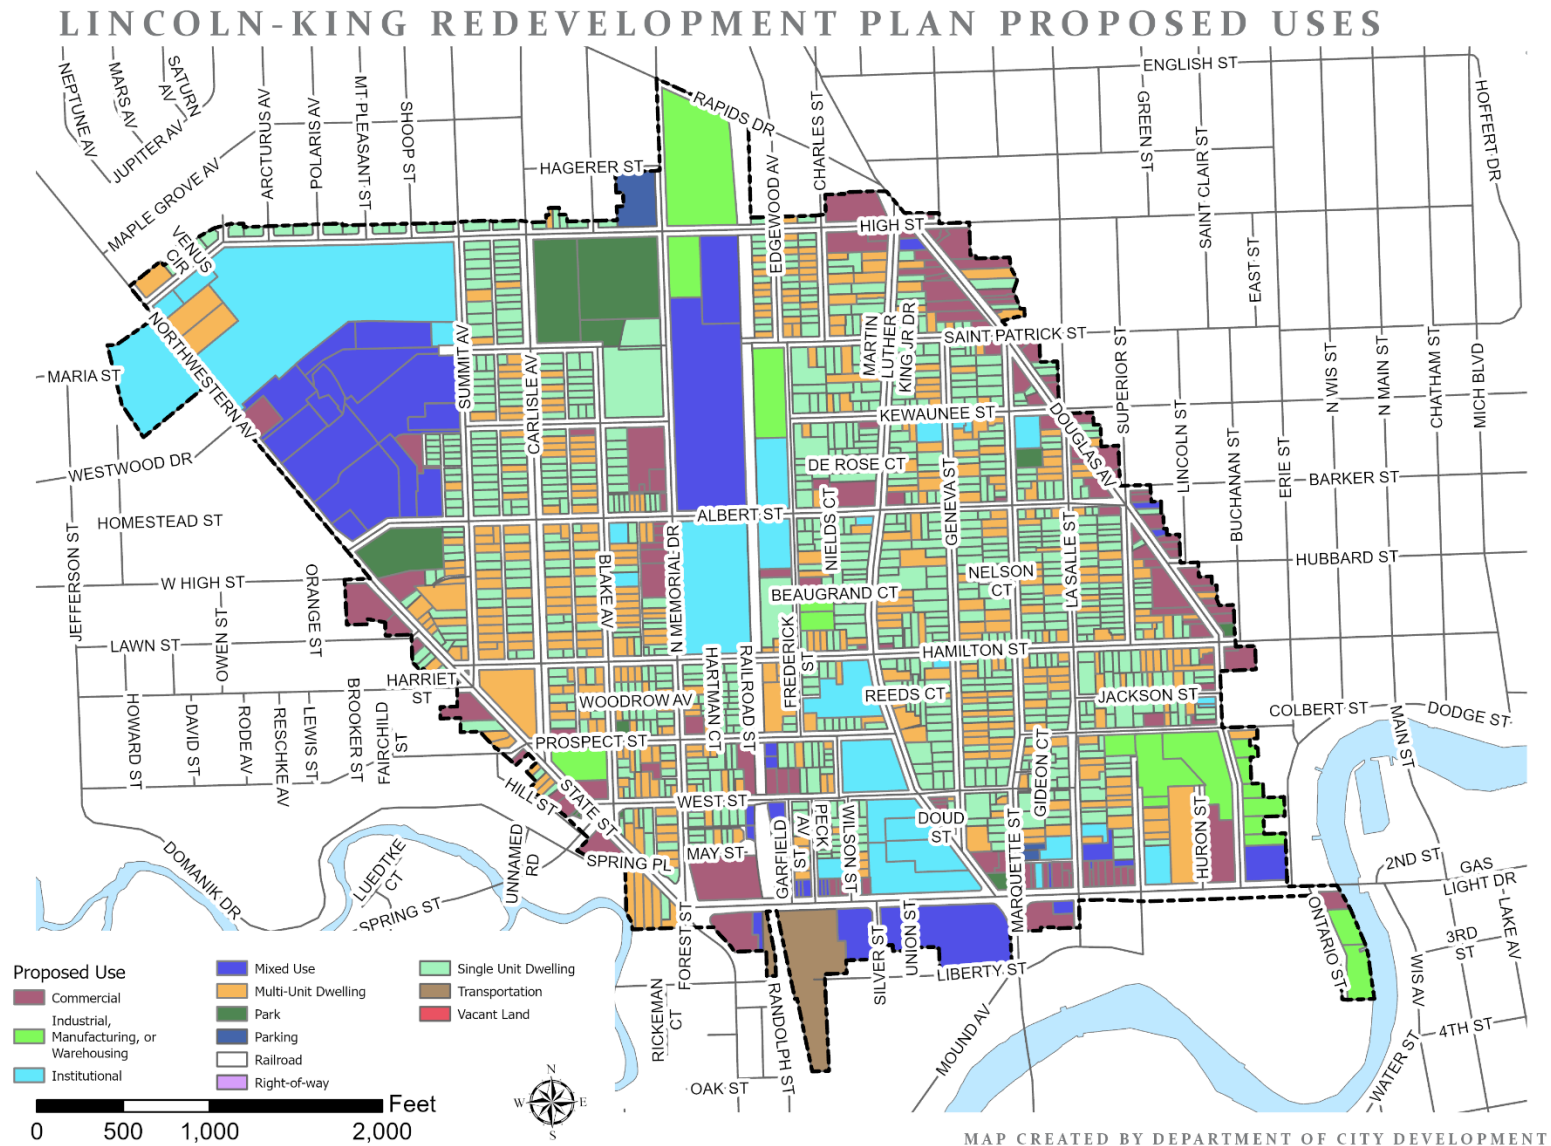 LINCOLN-KING REDEVELOPMENT PLAN PROPOSED USES
NEPTUNE AV
MARS AV
SATURN
AV
JUPITER AV
MAPLE GROVE AV
ARCTURUS AV
POLARIS AV
MT PLEASANT ST
SHOOP ST
HAGERER ST
RAPIDS DR
EDGEWOOD AV
CHARLES ST
ENGLISH ST
GREEN ST
SAINT CLAIR ST
EAST ST
HOFFERT DR
VENUS
CIR
HIGH ST
NORTHWESTERN AV
MARIA ST
SUMMIT AV
CARLISLE AV
MARTIN
LUTHER
KING JR DR
SAINT PATRICK ST
SUPERIOR ST
N WIS ST
N MAIN ST
CHATHAM ST
MICH BLVD
KEWAUNEE ST
DOUGLAS AV
LINCOLN ST
BUCHANAN ST
ERIE ST
WESTWOOD DR
DE ROSE CT
GENEVA ST
BARKER ST
HOMESTEAD ST
JEFFERSON ST
ALBERT ST
NIELDS CT
LA SALLE ST
HUBBARD ST
W HIGH ST
ORANGE ST
OWEN ST
BLAKE AV
N MEMORIAL DR
BEAUGRAND CT
NELSON
CT
LAWN ST
HARTMAN CT
RAILROAD ST
FREDERICK
ST
HAMILTON ST
HARRIET
ST
WOODROW AV
REEDS CT
JACKSON ST
COLBERT ST
MAIN ST
DODGE ST
HOWARD ST
DAVID ST
RODE AV
RESCHKE AV
LEWIS ST
BROOKER ST
FAIRCHILD
ST
PROSPECT ST
GIDEON CT
HILL ST
STATE ST
WEST ST
PECK
AV
WILSON ST
DOUD
ST
HURON ST
MARQUETTE ST
DOMANIK DR
LUEDTKE
CT
UNNAMED
RD
SPRING PL
MAY ST
GARFIELD
ST
2ND ST
GAS
LIGHT DR
SPRING ST
FOREST ST
SILVER ST
UNION ST
ONTARIO ST
3RD
ST
LAKE AV
LIBERTY ST
WIS AV
RICKEMAN
CT
RANDOLPH ST
MOUND AV
4TH ST
WATER ST
OAK ST
Proposed Use
Commercial
Industrial,
Manufacturing, or
Warehousing
Institutional
Mixed Use
Multi-Unit Dwelling
Park
Parking
Railroad
Right-of-way
Single Unit Dwelling
Transportation
Vacant Land
N
W
E
S
Feet
0 500 1,000 2,000
MAP CREATED BY DEPARTMENT OF CITY DEVELOPMENT